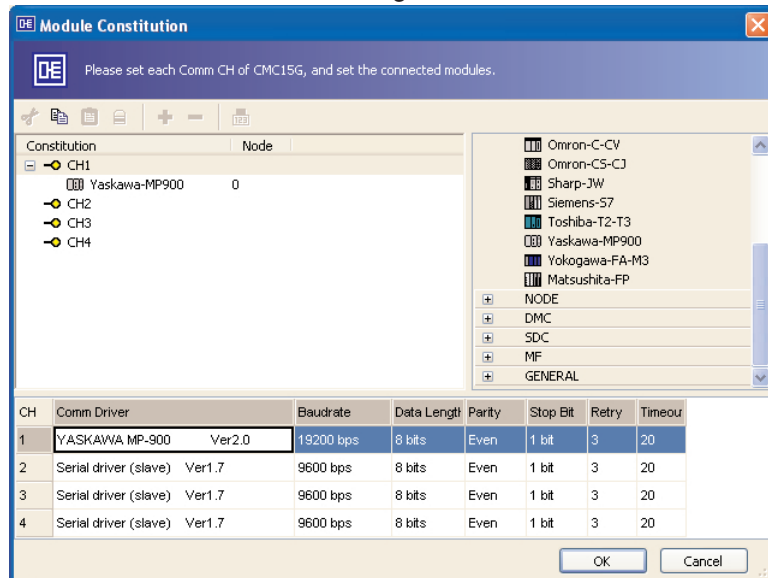 Module Constitution
Please set each Comm CH of CMC15G, and set the connected modules.
Constitution Node
CH1
Yaskawa-MP900 0
CH2
CH3
CH4
Omron-C-CV
Omron-CS-CJ
Sharp-JW
Siemens-S7
Toshiba-T2-T3
Yaskawa-MP900
Yokogawa-FA-M3
Matsushita-FP
NODE
DMC
SDC
MF
GENERAL
CH Comm Driver Baudrate Data Length Parity Stop Bit Retry Timeour
1 YASKAWA MP-900 Ver2.0 19200 bps 8 bits Even 1 bit 3 20
2 Serial driver (slave) Ver1.7 9600 bps 8 bits Even 1 bit 3 20
3 Serial driver (slave) Ver1.7 9600 bps 8 bits Even 1 bit 3 20
4 Serial driver (slave) Ver1.7 9600 bps 8 bits Even 1 bit 3 20
OK Cancel